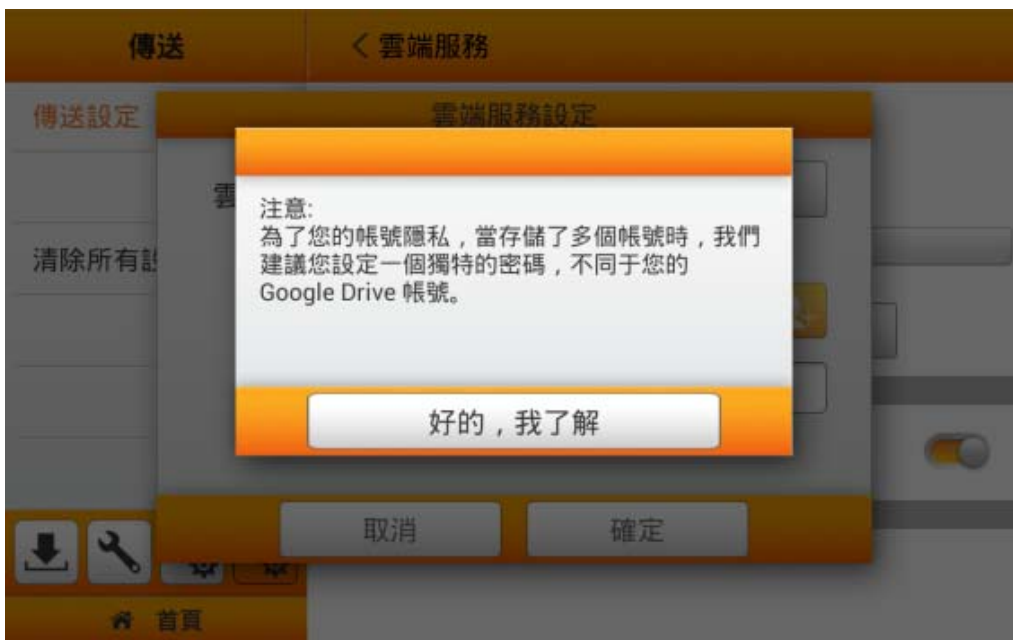 傳送
雲端服務
傳送設定
雲端服務設定
雲
注意:
為了您的帳號隱私，當存儲了多個帳號時，我們
建議您設定一個獨特的密碼，不同于您的
Google Drive 帳號。
清除所有設
好的，我了解
取消
確定
首頁